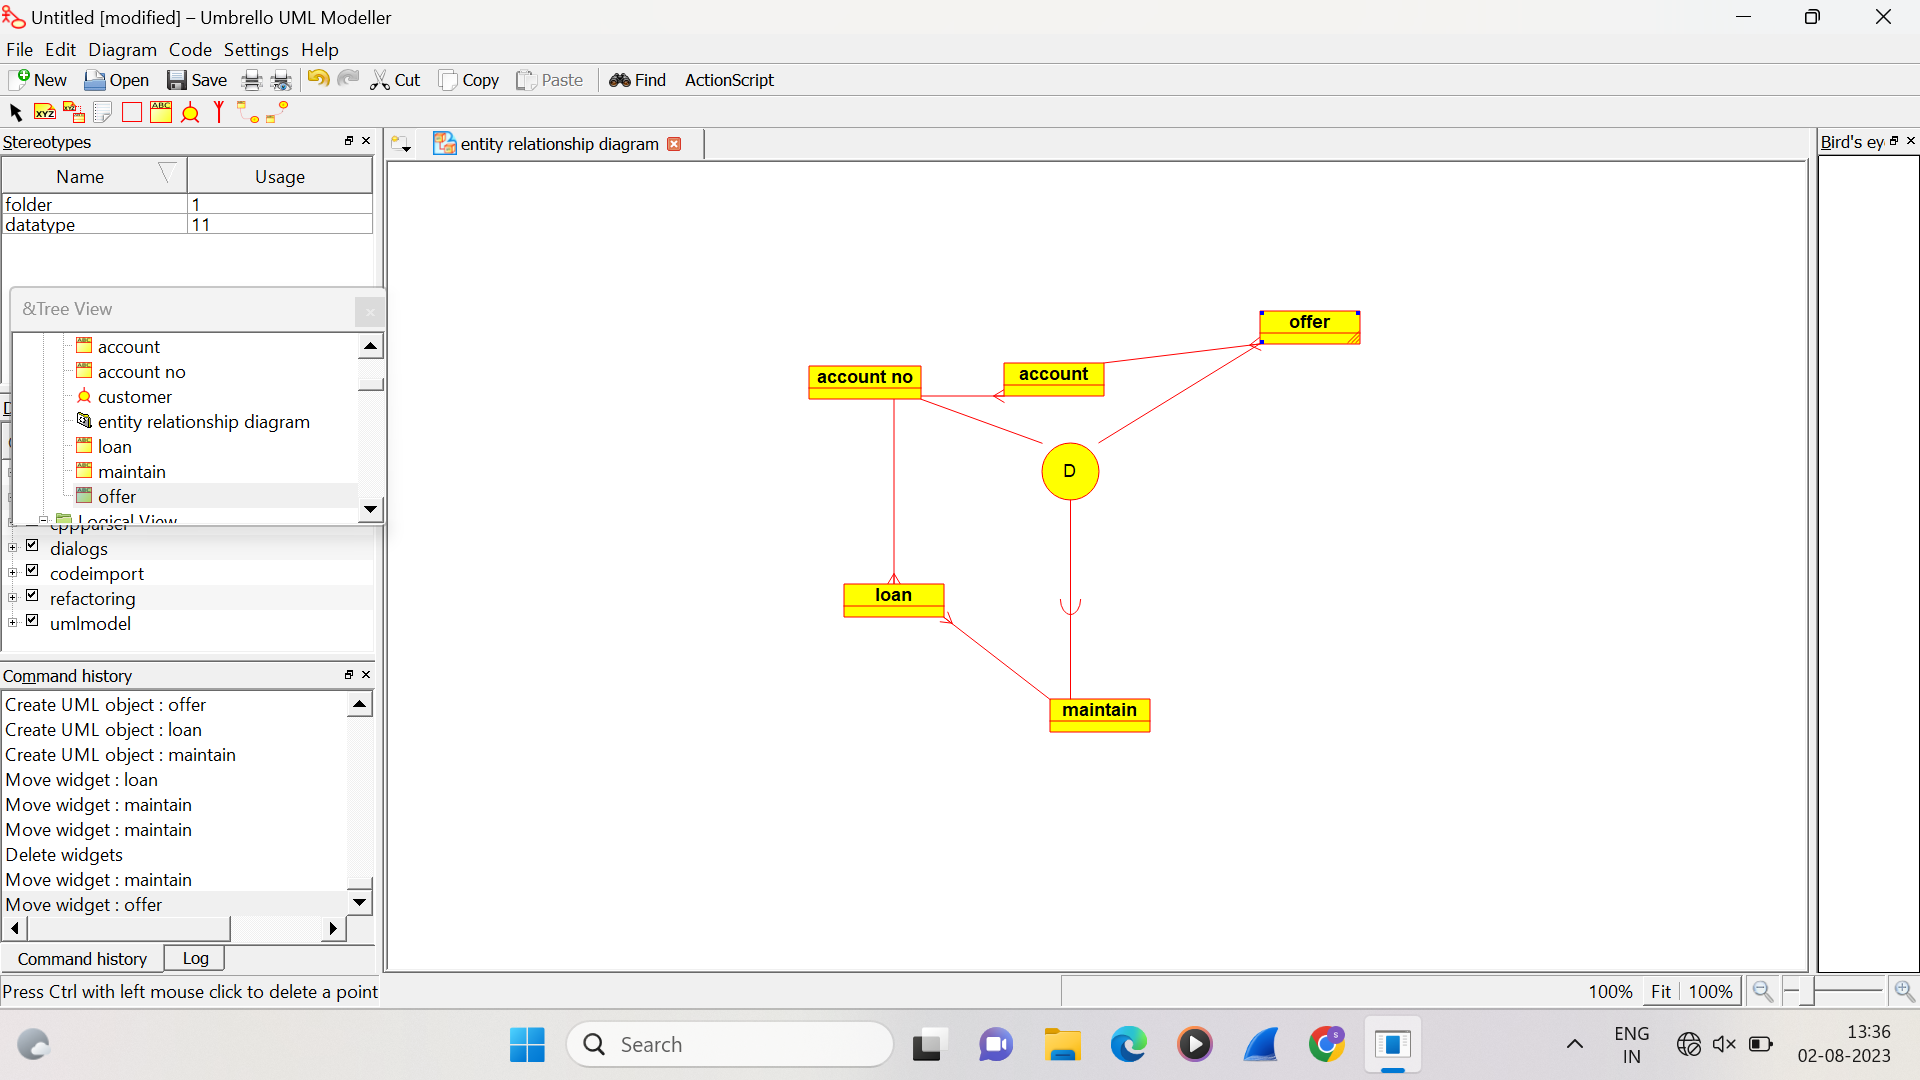 Untitled [modified] – Umbrello UML Modeller
File Edit Diagram Code Settings Help
New Open Save Cut Copy Paste Find ActionScript
XYZ XYZ ABC
Stereotypes
Name Usage
folder 1
datatype 11
&Tree View
account
account no
customer
entity relationship diagram
loan
maintain
offer
Logical View
cppparser
dialogs
codeimport
refactoring
umlmodel
Command history
Create UML object : offer
Create UML object : loan
Create UML object : maintain
Move widget : loan
Move widget : maintain
Move widget : maintain
Delete widgets
Move widget : maintain
Move widget : offer
Command history Log
entity relationship diagram
offer
account no
account
D
loan
maintain
Bird's ey
Press Ctrl with left mouse click to delete a point
100% Fit 100%
Search
ENG
IN
13:36
02-08-2023